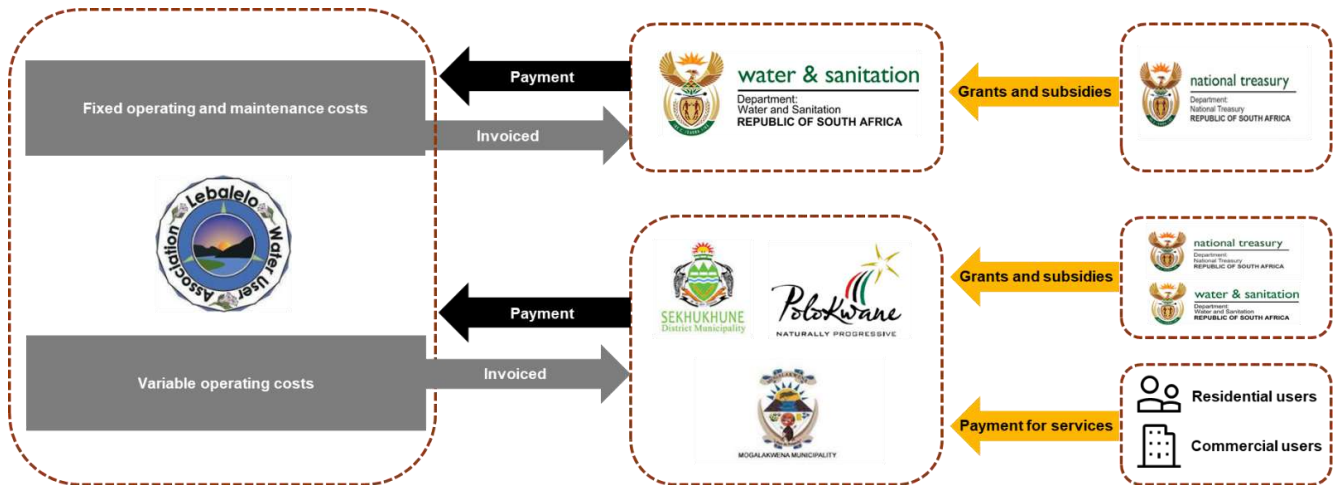 Fixed operating and maintenance costs
Payment
Invoiced
water & sanitation
Department:
Water and Sanitation
REPUBLIC OF SOUTH AFRICA
Grants and subsidies
national treasury
Department:
National Treasury
REPUBLIC OF SOUTH AFRICA
Lebalelo Water User Association
Variable operating costs
Payment
Invoiced
SEKHUKHUNE
District Municipality
PoloKwane
NATURALLY PROGRESSIVE
MOGALAKWENA
MOGALAKWENA MUNICIPALITY
Grants and subsidies
national treasury
Department:
National Treasury
REPUBLIC OF SOUTH AFRICA
water & sanitation
Department:
Water and Sanitation
REPUBLIC OF SOUTH AFRICA
Payment for services
Residential users
Commercial users